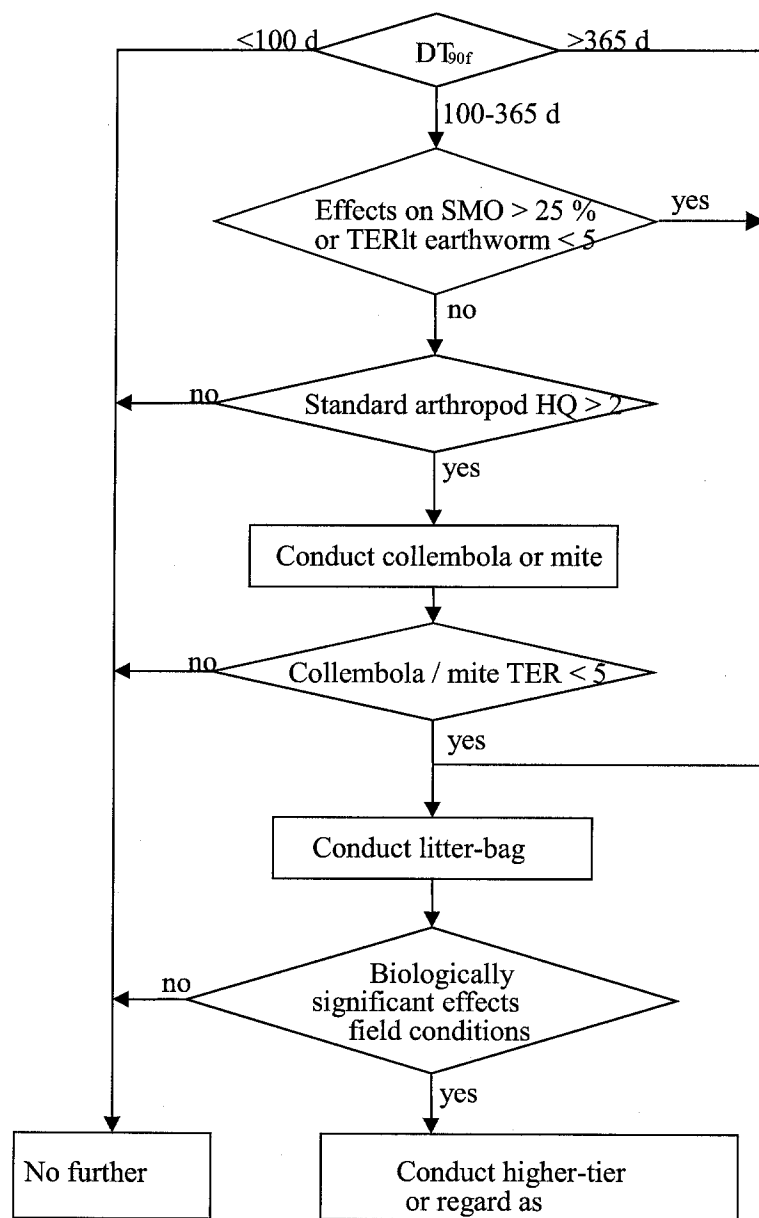 <100 d
DT90f
>365 d
100-365 d
Effects on SMO > 25 %
or TERlt earthworm < 5
yes
no
no
Standard arthropod HQ > 2
yes
Conduct collembola or mite
no
Collembola / mite TER < 5
yes
Conduct litter-bag
no
Biologically
significant effects
field conditions
yes
No further
Conduct higher-tier
or regard as